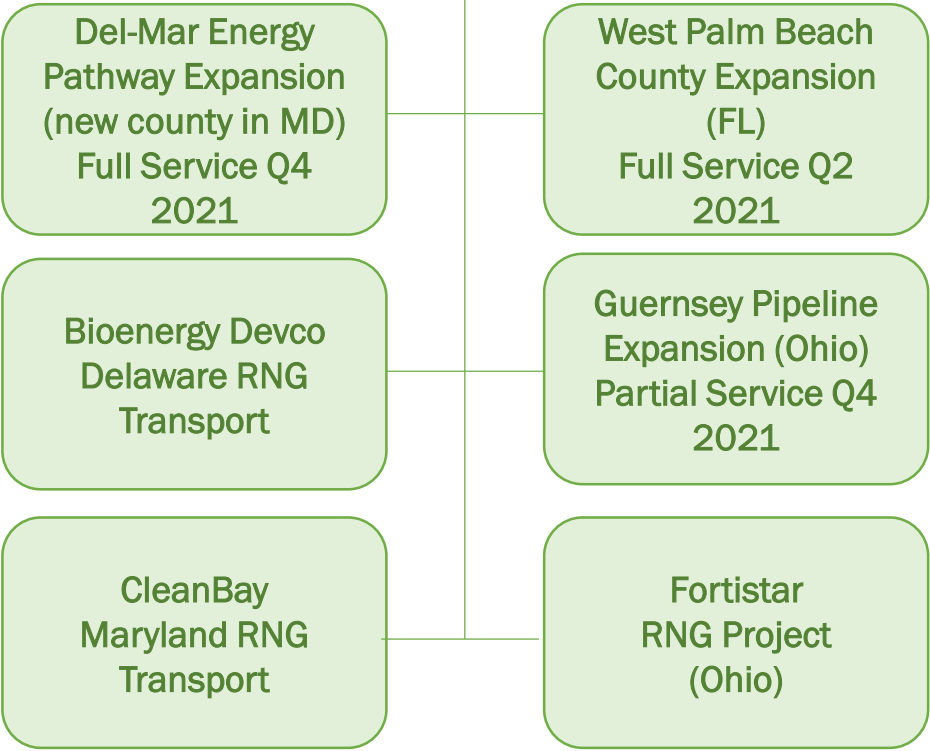 Del-Mar Energy
Pathway Expansion
(new county in MD)
Full Service Q4
2021
West Palm Beach
County Expansion
(FL)
Full Service Q2
2021
Bioenergy Devco
Delaware RNG
Transport
Guernsey Pipeline
Expansion (Ohio)
Partial Service Q4
2021
CleanBay
Maryland RNG
Transport
Fortistar
RNG Project
(Ohio)